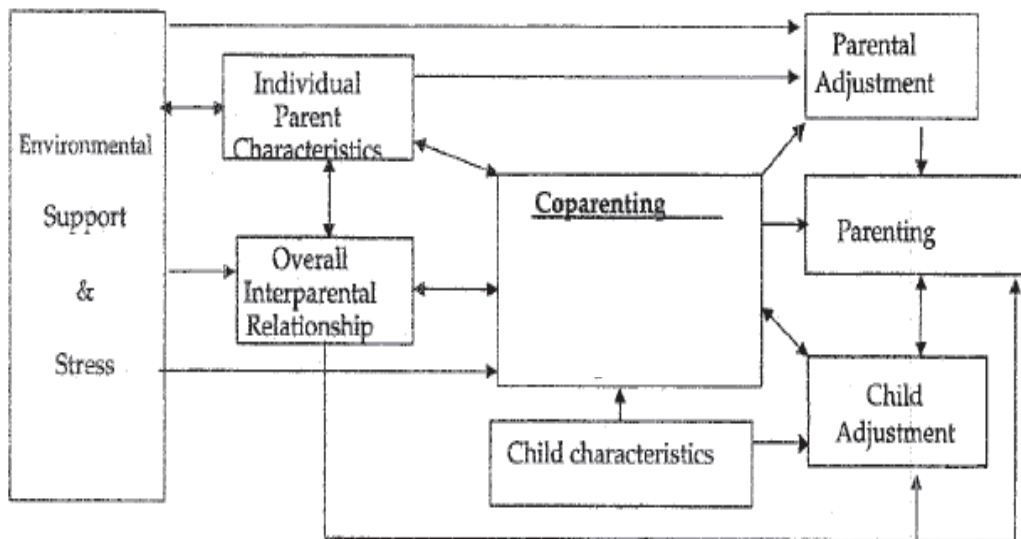 Environmental
Support
&
Stress
Individual
Parent
Characteristics
Overall
Interparental
Relationship
Coparenting
Child characteristics
Parental
Adjustment
Parenting
Child
Adjustment